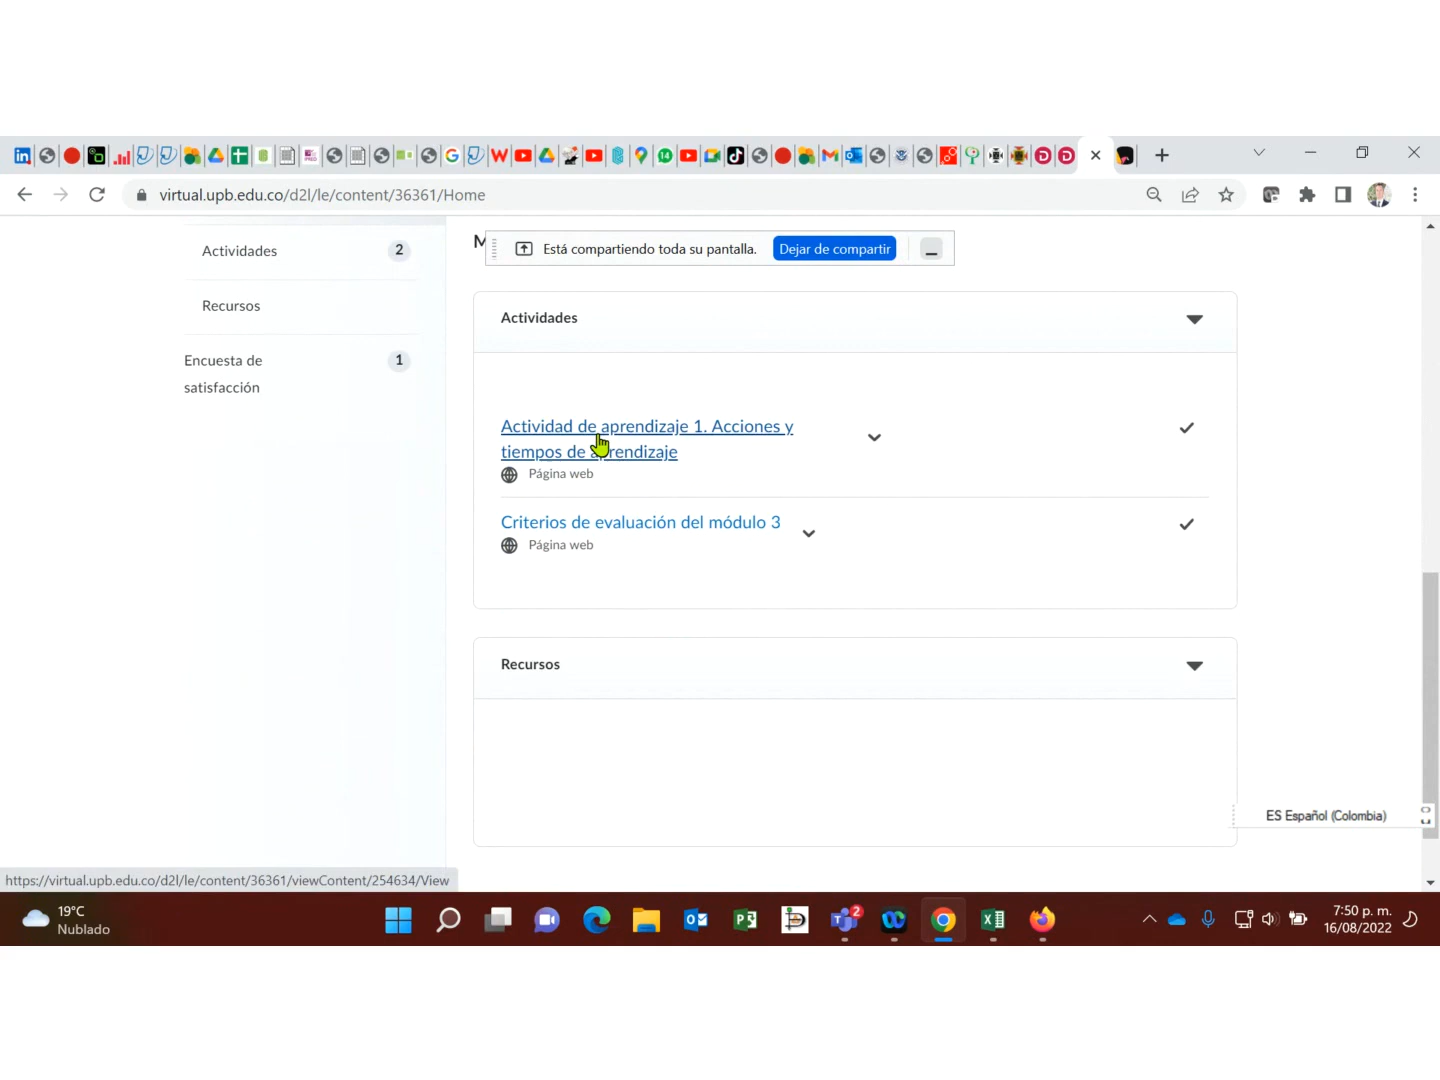 virtual.upb.edu.co/d2l/le/content/36361/Home
Actividades 2
Recursos
Encuesta de 1
satisfacción
M
Está compartiendo toda su pantalla. Dejar de compartir
Actividades
Actividad de aprendizaje 1. Acciones y
tiempos de aprendizaje
Página web
Criterios de evaluación del módulo 3
Página web
Recursos
ES Español (Colombia)
https://virtual.upb.edu.co/d2l/le/content/36361/viewContent/254634/View
19°C
Nublado
2
7:50 p. m.
16/08/2022